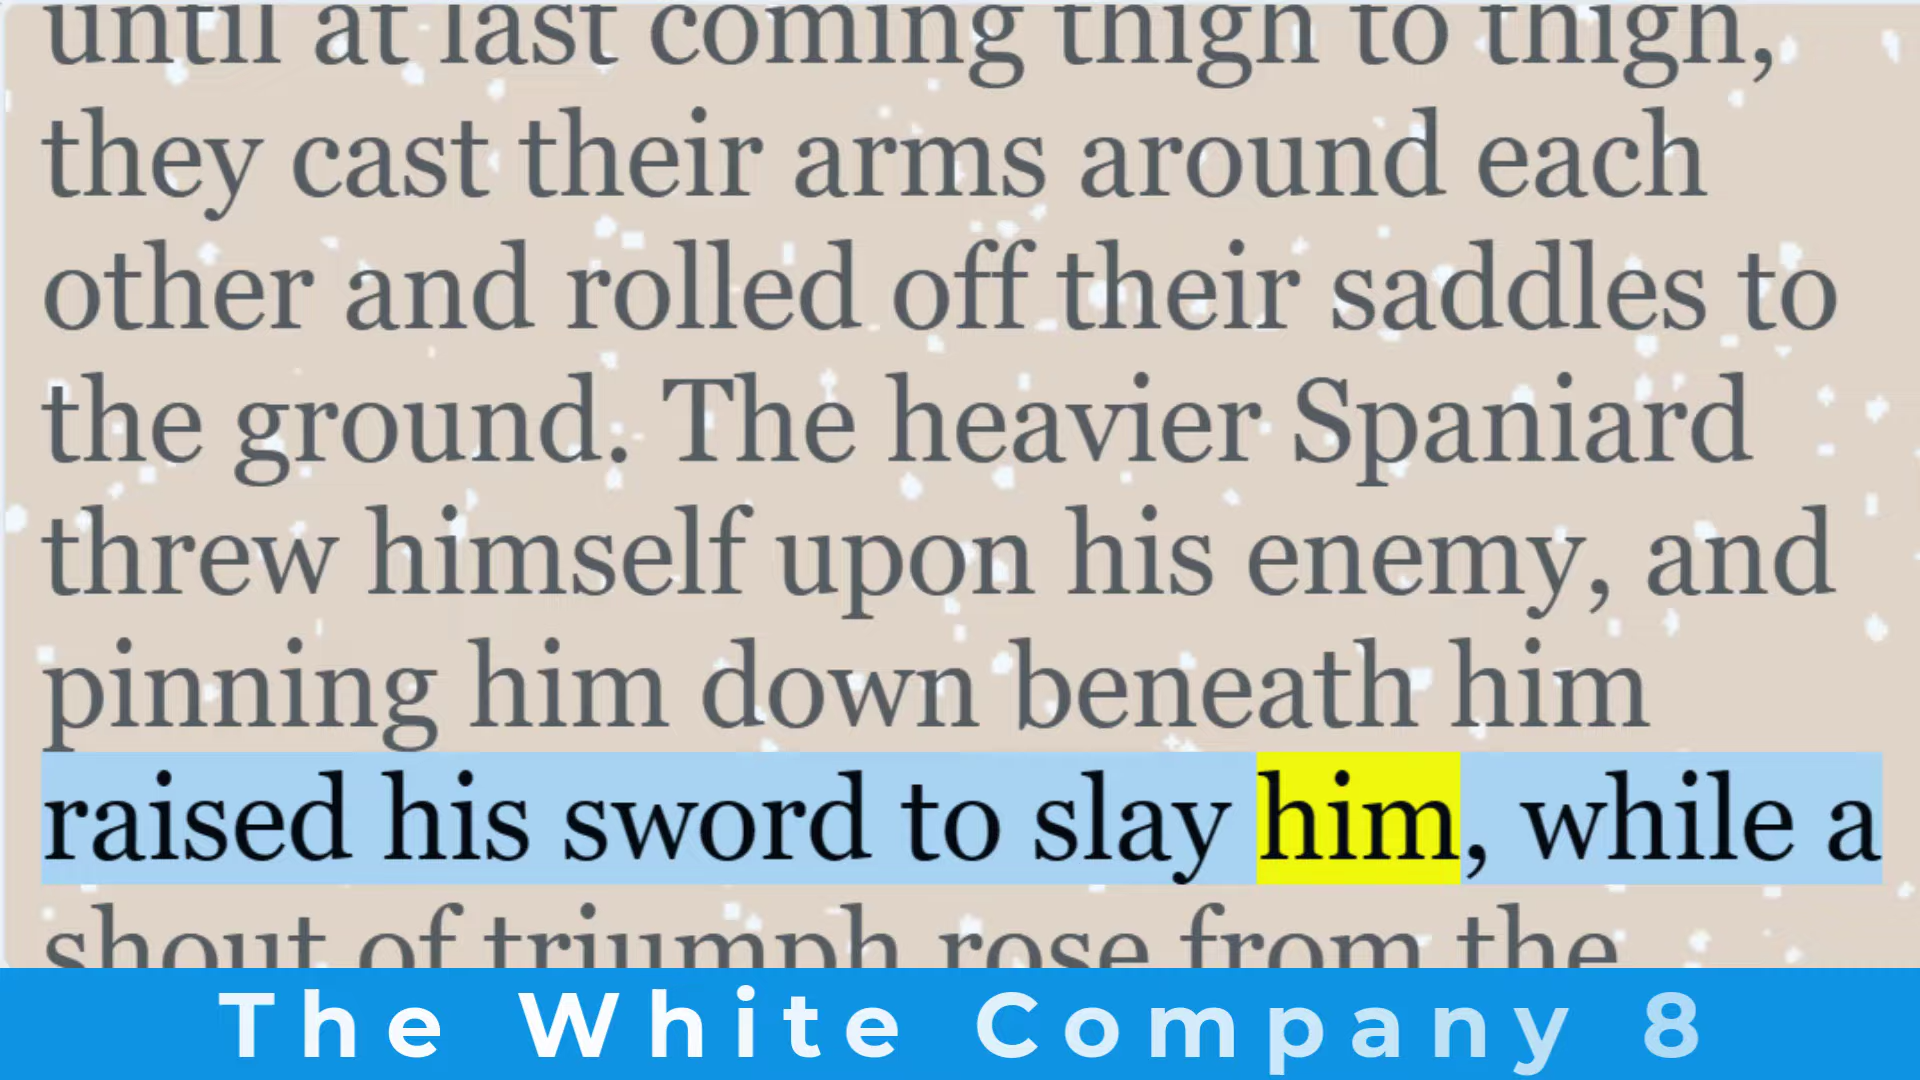 until at last coming thigh to thigh,
they cast their arms around each
other and rolled off their saddles to
the ground. The heavier Spaniard
threw himself upon his enemy, and
pinning him down beneath him
raised his sword to slay him, while a
shout of triumph rose from the
The White Company 8